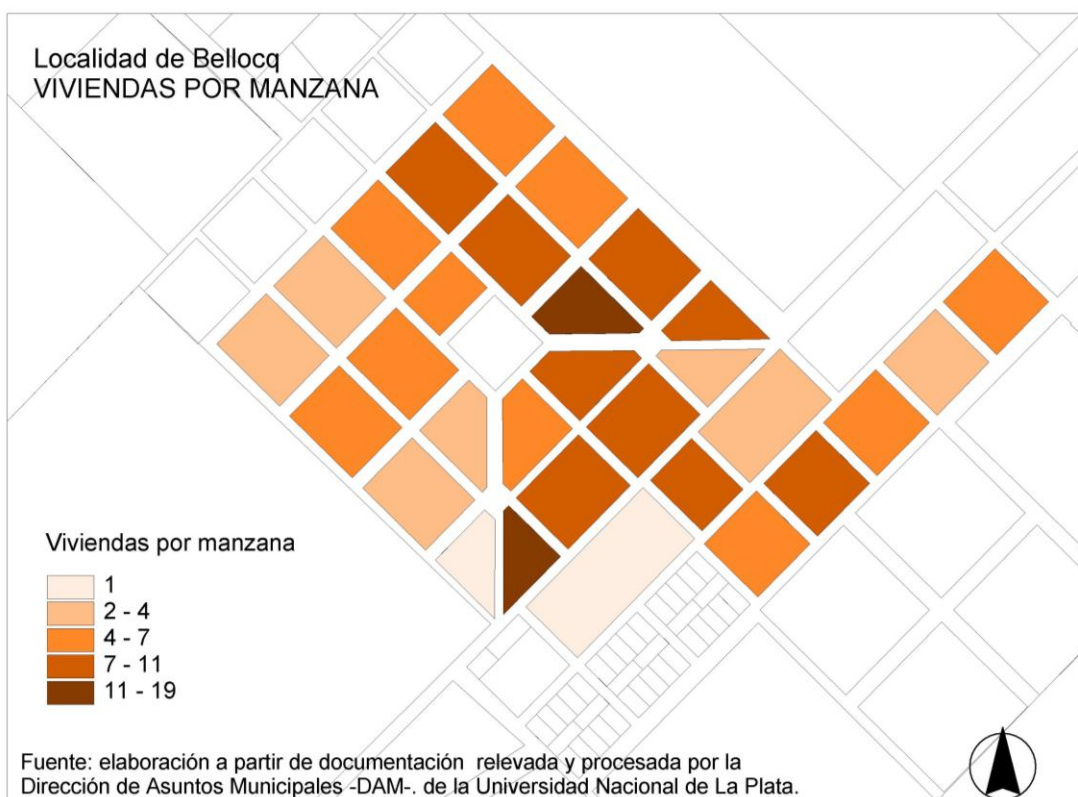 Localidad de Bellocq
VIVIENDAS POR MANZANA
Viviendas por manzana
1
2 - 4
4 - 7
7 - 11
11 - 19
Fuente: elaboración a partir de documentación relevada y procesada por la
Dirección de Asuntos Municipales -DAM-. de la Universidad Nacional de La Plata.